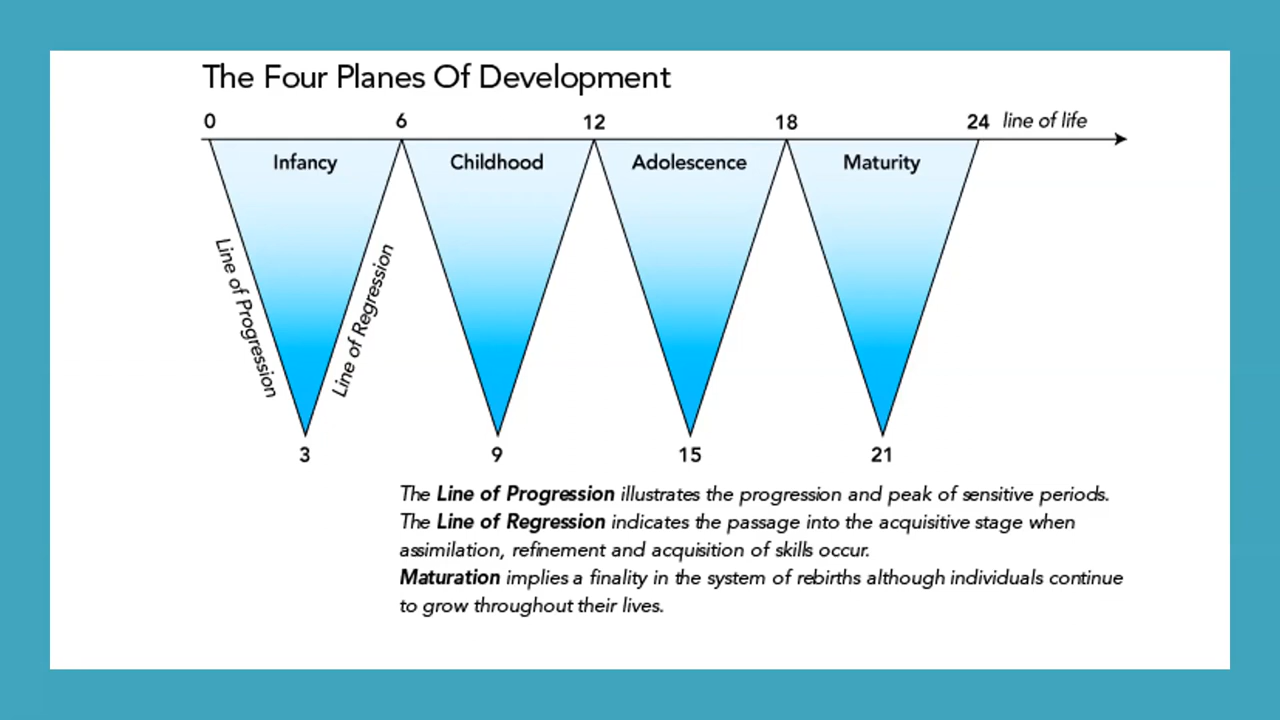 The Four Planes Of Development
0 6 12 18 24 line of life
Infancy Childhood Adolescence Maturity
Line of Progression
Line of Regression
3 9 15 21
The Line of Progression illustrates the progression and peak of sensitive periods.
The Line of Regression indicates the passage into the acquisitive stage when
assimilation, refinement and acquisition of skills occur.
Maturation implies a finality in the system of rebirths although individuals continue
to grow throughout their lives.